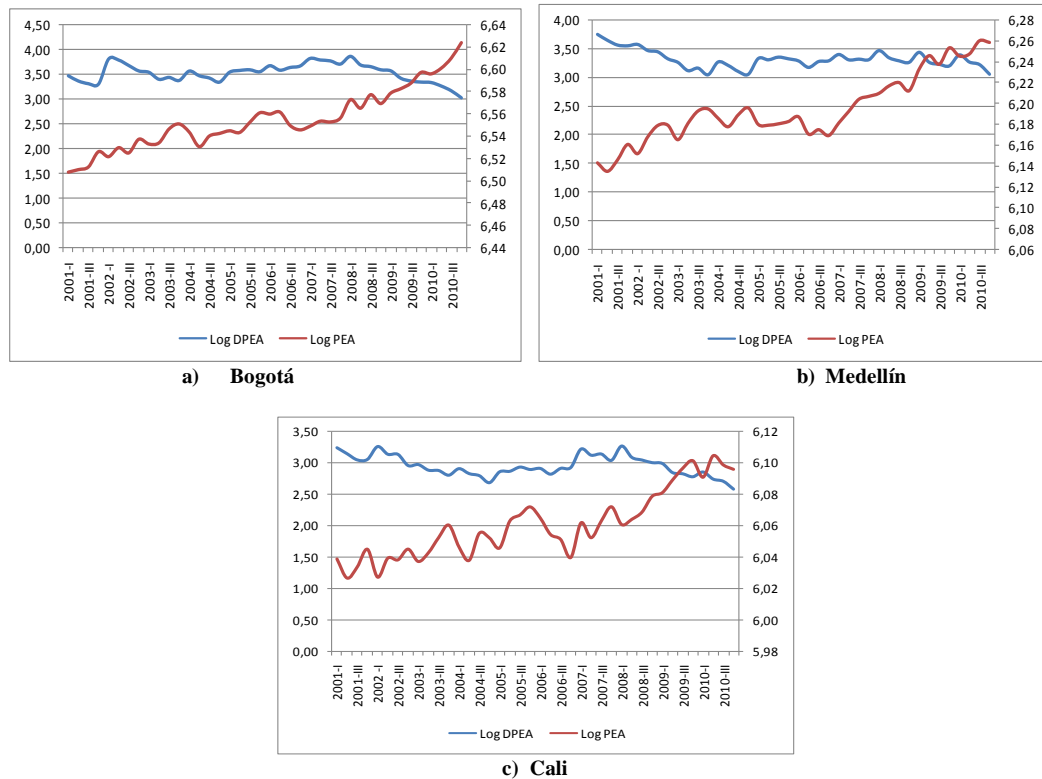 4,50
4,00
3,50
3,00
2,50
2,00
1,50
1,00
0,50
0,00
6,64
6,62
6,60
6,58
6,56
6,54
6,52
6,50
6,48
6,46
6,44
2001-I
2001-III
2002-I
2002-III
2003-I
2003-III
2004-I
2004-III
2005-I
2005-III
2006-I
2006-III
2007-I
2007-III
2008-I
2008-III
2009-I
2009-III
2010-I
2010-III
Log DPEA Log PEA
a) Bogotá
4,00
3,50
3,00
2,50
2,00
1,50
1,00
0,50
0,00
6,28
6,26
6,24
6,22
6,20
6,18
6,16
6,14
6,12
6,10
6,08
6,06
2001-I
2001-III
2002 -I
2002-III
2003-I
2003-III
2004-I
2004-III
2005-I
2005-III
2006-I
2006-III
2007-I
2007-III
2008-I
2008-III
2009-I
2009-III
2010-I
2010-III
Log DPEA Log PEA
b) Medellín
3,50
3,00
2,50
2,00
1,50
1,00
0,50
0,00
6,12
6,10
6,08
6,06
6,04
6,02
6,00
5,98
2001-I
2001-III
2002 -I
2002-III
2003-I
2003-III
2004-I
2004-III
2005-I
2005-III
2006-I
2006-III
2007-I
2007-III
2008-I
2008-III
2009-I
2009-III
2010-I
2010-III
Log DPEA Log PEA
c) Cali